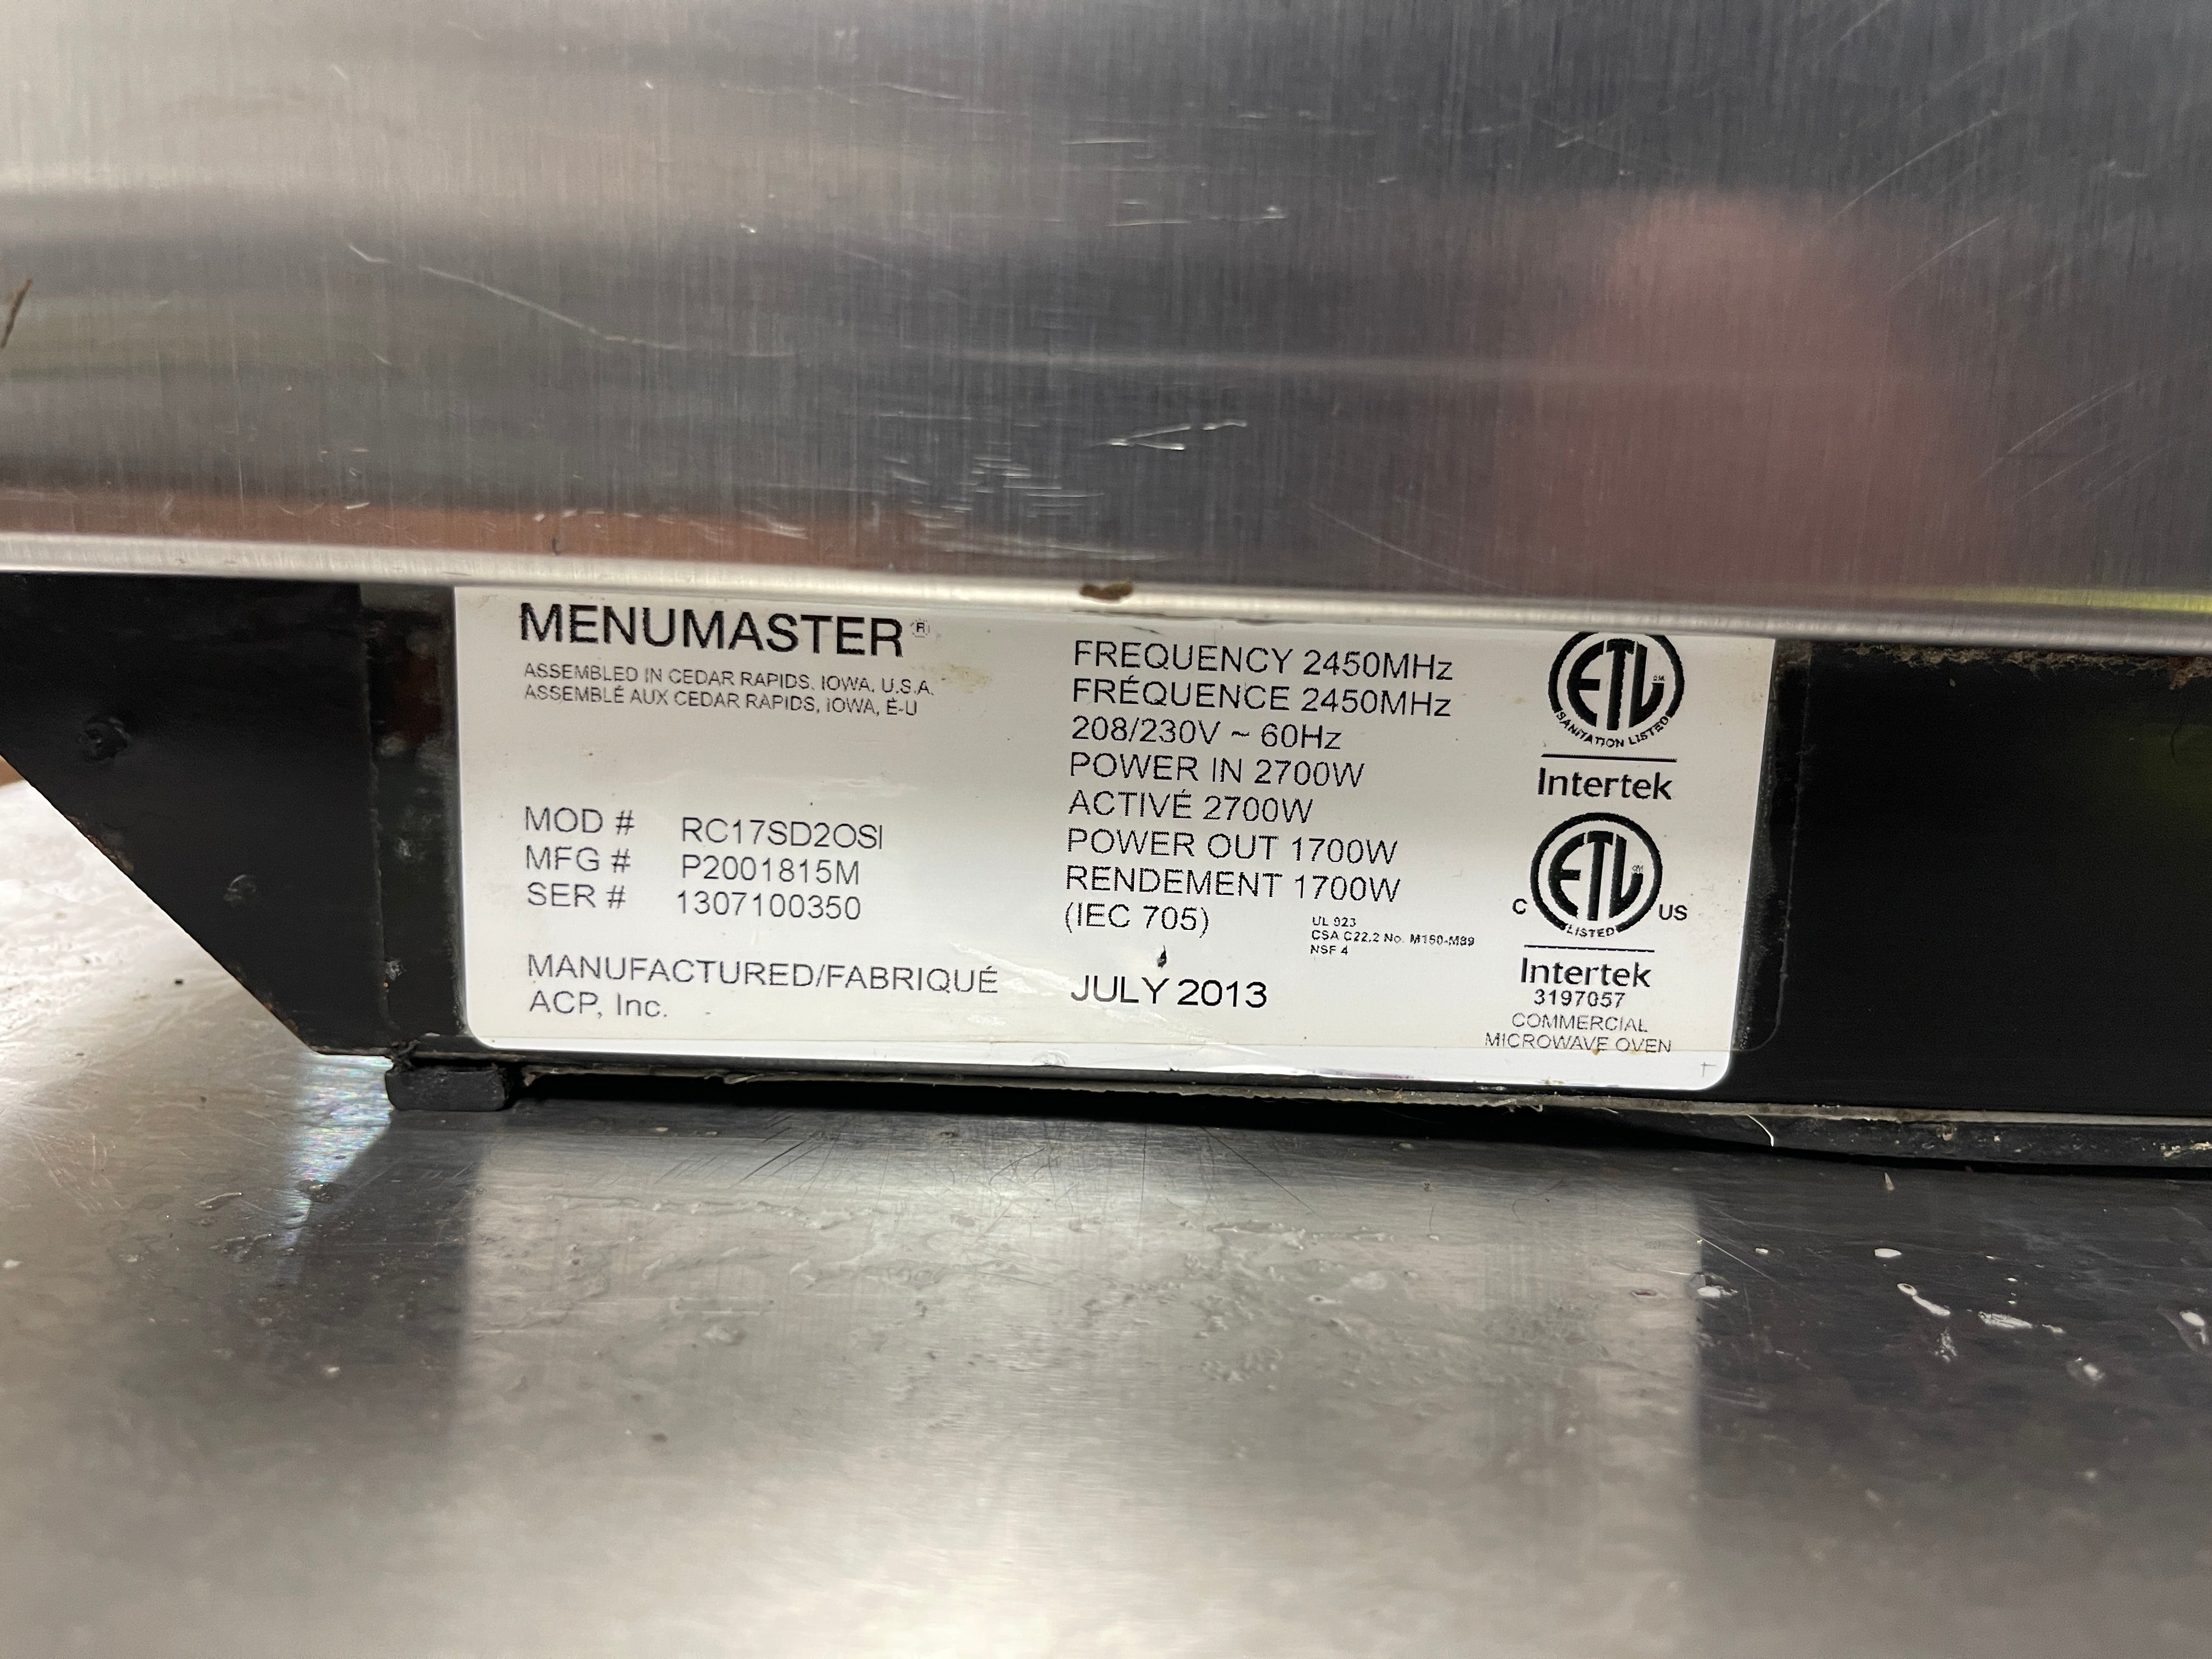 MENUMASTER®
ASSEMBLED IN CEDAR RAPIDS, IOWA, U.S.A.
ASSEMBLÉ AUX CEDAR RAPIDS, IOWA, É-U
MOD # RC17SD2OSI
MFG # P2001815M
SER # 1307100350
MANUFACTURED/FABRIQUÉ
ACP, Inc.
FREQUENCY 2450MHz
FRÉQUENCE 2450MHz
208/230V ~ 60Hz
POWER IN 2700W
ACTIVÉ 2700W
POWER OUT 1700W
RENDEMENT 1700W
(IEC 705)
UL 923
CSA C22.2 No. M150-M89
NSF 4
JULY 2013
ETL
SANITATION LISTED
Intertek
C ETL US
LISTED
Intertek
3197057
COMMERCIAL
MICROWAVE OVEN